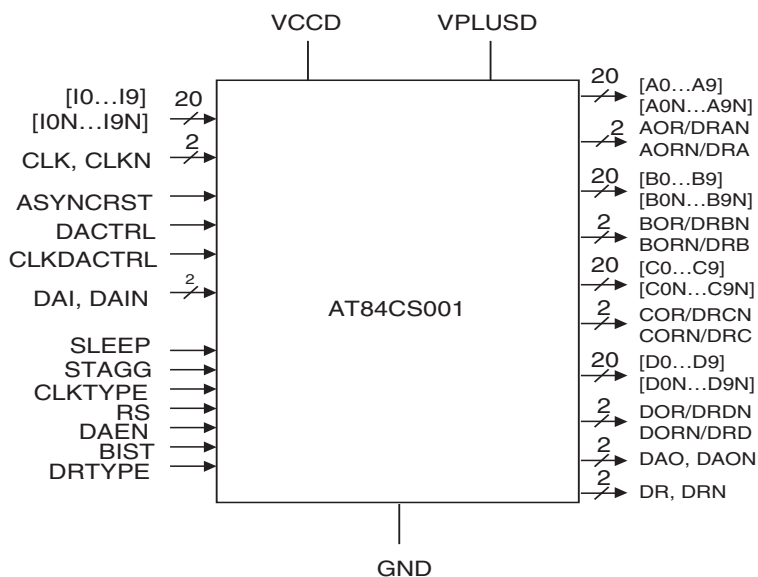 VCCD
VPLUSD
[I0...I9]
20
[I0N...I9N]
2
CLK, CLKN
ASYNCRST
DACTRL
CLKDACTRL
2
DAI, DAIN
SLEEP
STAGG
CLKTYPE
RS
DAEN
BIST
DRTYPE
AT84CS001
20
[A0...A9]
[A0N...A9N]
2
AOR/DRAN
AORN/DRA
20
[B0...B9]
[B0N...B9N]
2
BOR/DRBN
BORN/DRB
20
[C0...C9]
[C0N...C9N]
2
COR/DRCN
CORN/DRC
20
[D0...D9]
[D0N...D9N]
2
DOR/DRDN
DORN/DRD
2
DAO, DAON
2
DR, DRN
GND